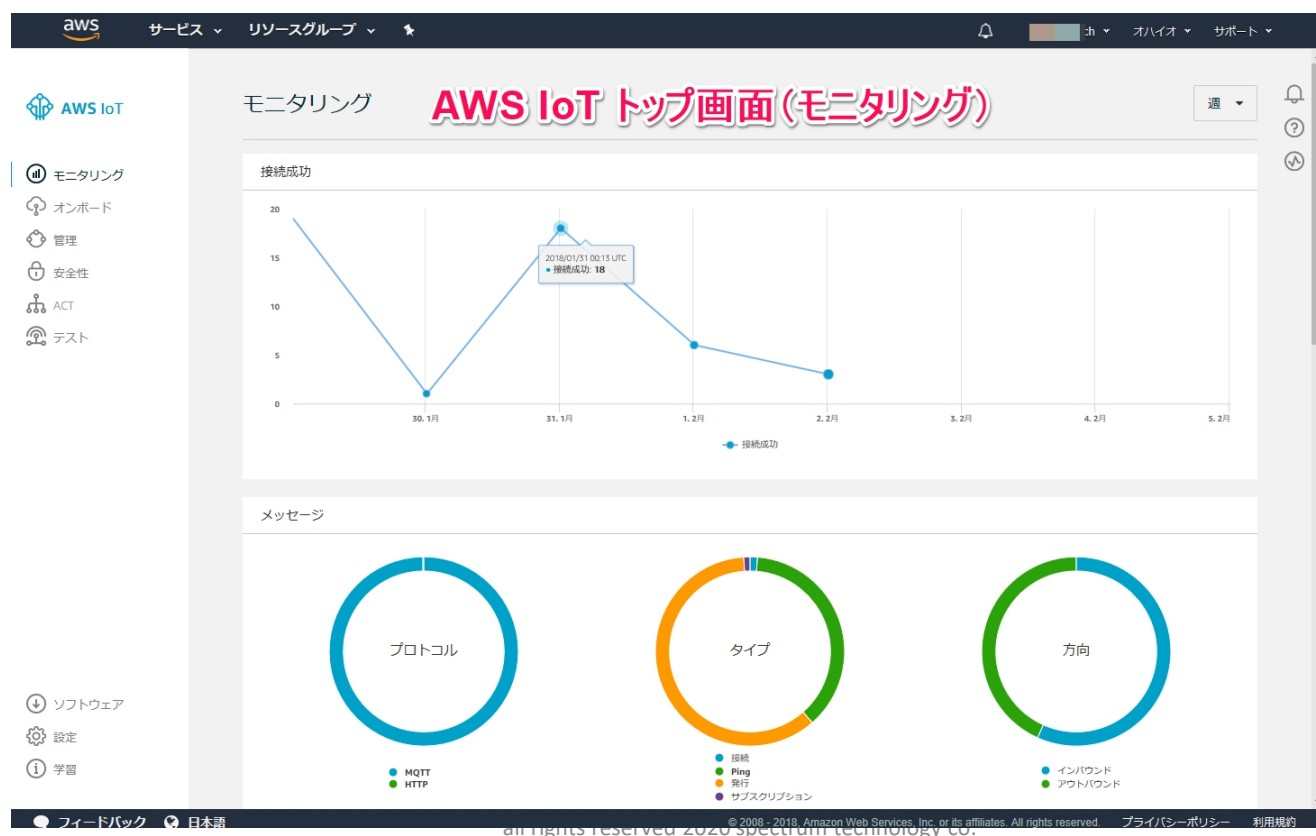 aws サービス リソースグループ :h オハイオ サポート
AWS IoT
モニタリング
オンボード
管理
安全性
ACT
テスト
ソフトウェア
設定
学習
モニタリング AWS IoT トップ画面(モニタリング) 週
接続成功
20
15
10
5
0
2018/01/31 00:13 UTC
接続成功: 18
30. 1月 31. 1月 1. 2月 2. 2月 3. 2月 4. 2月 5. 2月
接続成功
メッセージ
プロトコル
MQTT
HTTP
タイプ
接続
Ping
発行
サブスクリプション
方向
インバウンド
アウトバウンド
フィードバック 日本語 © 2008 - 2018, Amazon Web Services, Inc. or its affiliates. All rights reserved. プライバシーポリシー 利用規約
all rights reserved 2020 spectrum technology co.